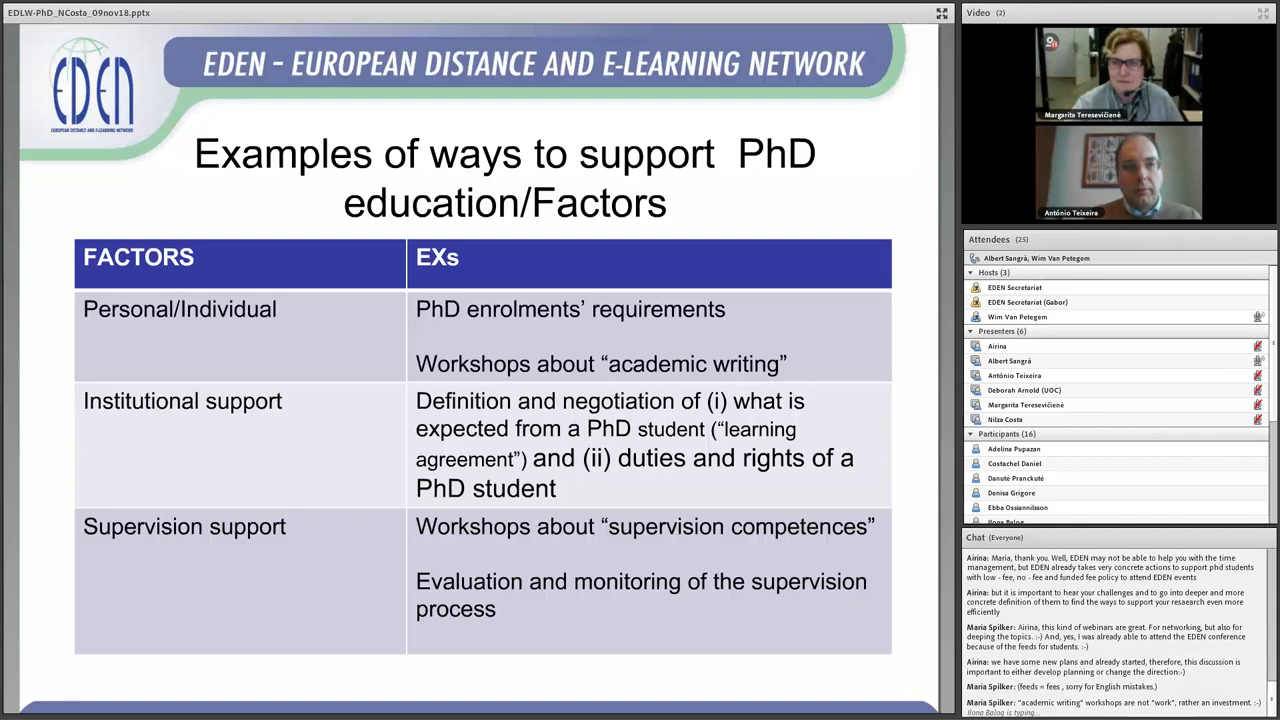 EDLW-PhD_NCosta_09nov18.pptx
EDEN
EUROPEAN DISTANCE AND E-LEARNING NETWORK
EDEN – EUROPEAN DISTANCE AND E-LEARNING NETWORK
Examples of ways to support PhD
education/Factors
FACTORS
EXs
Personal/Individual
PhD enrolments’ requirements
Workshops about “academic writing”
Institutional support
Definition and negotiation of (i) what is
expected from a PhD student (“learning
agreement”) and (ii) duties and rights of a
PhD student
Supervision support
Workshops about “supervision competences”
Evaluation and monitoring of the supervision
process
Video (2)
Margarita Teresevičienė
António Teixeira
Attendees (25)
Albert Sangrà, Wim Van Petegem
Hosts (3)
EDEN Secretariat
EDEN Secretariat (Gabor)
Wim Van Petegem
Presenters (6)
Airina
Albert Sangrà
António Teixeira
Deborah Arnold (UOC)
Margarita Teresevičienė
Nilza Costa
Participants (16)
Adelina Pupazan
Costachel Daniel
Danutė Pranckutė
Denisa Grigore
Ebba Ossiannilsson
Ilona Balog
Chat (Everyone)
Airina: Maria, thank you. Well, EDEN may not be able to help you with the time
management, but EDEN already takes very concrete actions to support phd students
with low - fee, no - fee and funded fee policy to attend EDEN events
Airina: but it is important to hear your challenges and to go into deeper and more
concrete definition of them to find the ways to support your resaearch even more
efficiently
Maria Spilker: Airina, this kind of webinars are great. For networking, but also for
deeping the topics. :-) And, yes, I was already able to attend the EDEN conference
because of the feeds for students. :-)
Airina: we have some new plans and already started, therefore, this discussion is
important to either develop planning or change the direction:-)
Maria Spilker: (feeds = fees , sorry for English mistakes.)
Maria Spilker: "academic writing" workshops are not "work", rather an investment. :-)
Ilona Balog is typing...